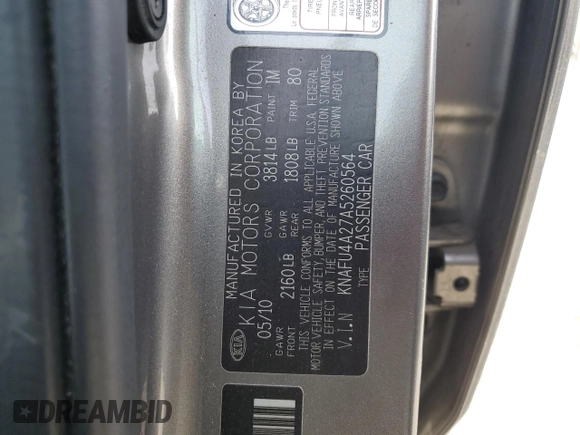 MANUFACTURED IN KOREA BY
KIA KIA MOTORS CORPORATION
05/10 GVWR 3814LB PAINT IM
GAWR FRONT 2160LB GAWR REAR 1808LB TRIM 80
THIS VEHICLE CONFORMS TO ALL APPLICABLE U.S.A. FEDERAL
MOTOR VEHICLE SAFETY, BUMPER AND THEFT PREVENTION STANDARDS
IN EFFECT ON THE DATE OF MANUFACTURE SHOWN ABOVE
V.I.N KNAFU4A27A5260564
TYPE PASSENGER CAR
DREAMBID